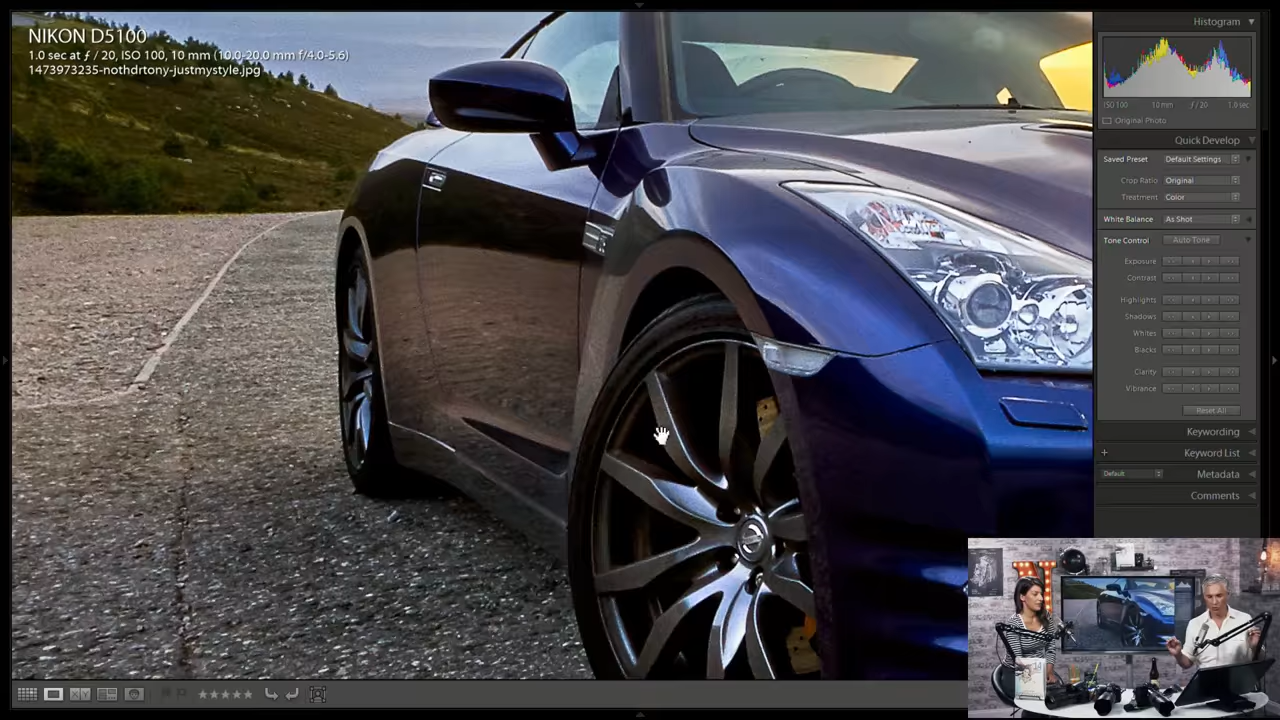 NIKON D5100
1.0 sec at ƒ / 20, ISO 100, 10 mm (10.0-20.0 mm f/4.0-5.6)
1473973235-nothdrtony-justmystyle.jpg
Histogram
ISO 100 10 mm ƒ / 20 1.0 sec
Original Photo
Quick Develop
Saved Preset Default Settings
Crop Ratio: Original
Treatment: Color
White Balance As Shot
Tone Control Auto Tone
Exposure:
Contrast:
Highlights:
Shadows:
Whites:
Blacks:
Clarity:
Vibrance:
Reset All
Keywording
+ Keyword List
Default Metadata
Comments
XY
N